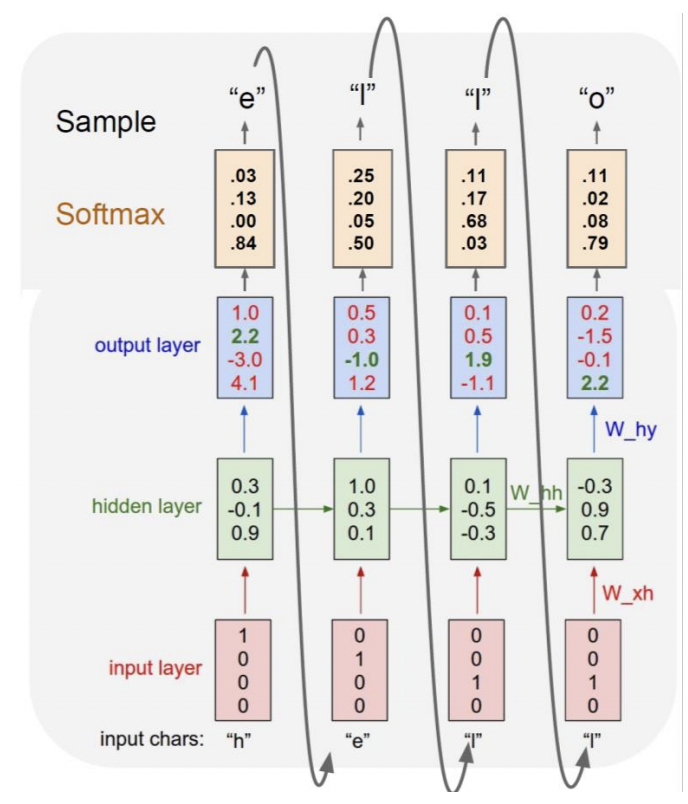 “e” “l” “l” “o”
Sample
.03 .25 .11 .11
.13 .20 .17 .02
.00 .05 .68 .08
.84 .50 .03 .79
Softmax
1.0 0.5 0.1 0.2
2.2 0.3 0.5 -1.5
-3.0 -1.0 1.9 -0.1
4.1 1.2 -1.1 2.2
output layer
W_hy
0.3 1.0 0.1 -0.3
-0.1 0.3 -0.5 0.9
0.9 0.1 -0.3 0.7
hidden layer
W_hh
W_xh
1 0 0 0
0 1 0 0
0 0 1 1
0 0 0 0
input layer
input chars: “h” “e” “l” “l”